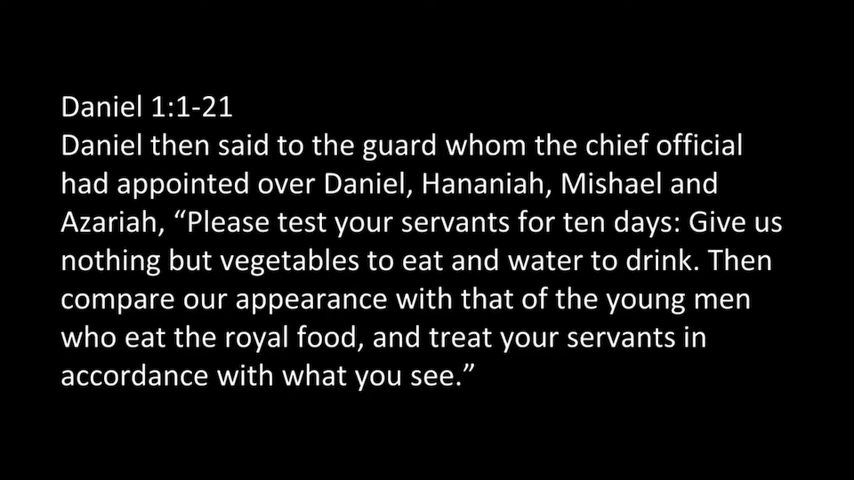 Daniel 1:1-21
Daniel then said to the guard whom the chief official
had appointed over Daniel, Hananiah, Mishael and
Azariah, “Please test your servants for ten days: Give us
nothing but vegetables to eat and water to drink. Then
compare our appearance with that of the young men
who eat the royal food, and treat your servants in
accordance with what you see.”